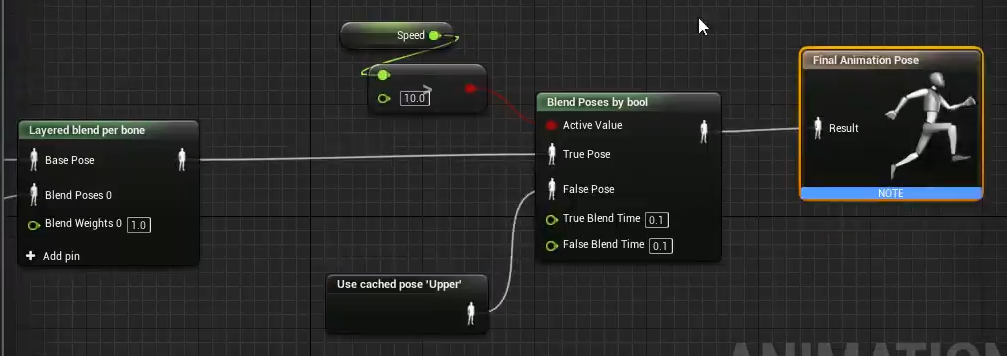 Speed
>
10.0
Final Animation Pose
Result
NOTE
Blend Poses by bool
Active Value
True Pose
False Pose
True Blend Time 0.1
False Blend Time 0.1
Layered blend per bone
Base Pose
Blend Poses 0
Blend Weights 0 1.0
Add pin
Use cached pose 'Upper'
ANIMATION